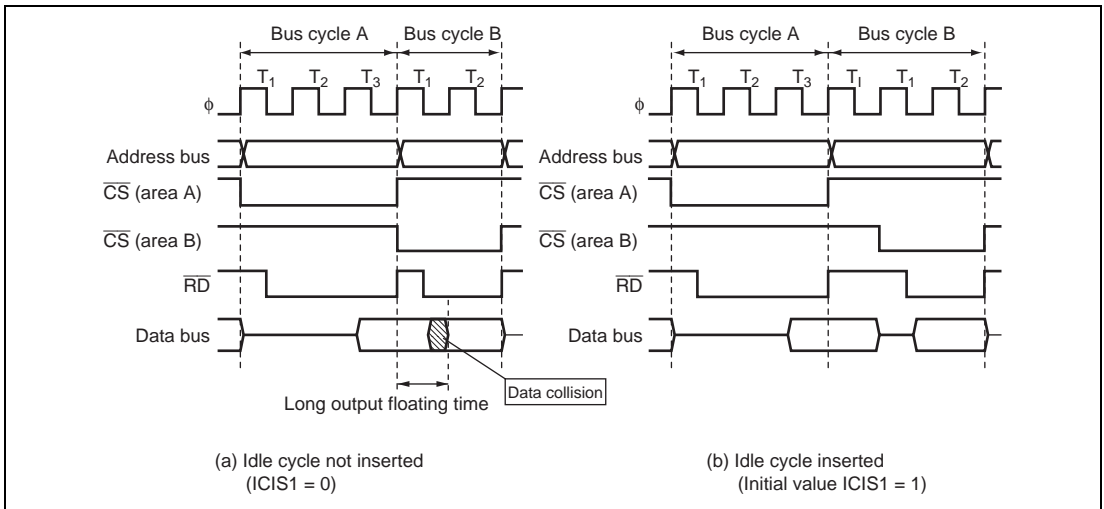 Bus cycle A
Bus cycle B
T1 T2 T3 T1 T2
φ
Address bus
CS (area A)
CS (area B)
RD
Data bus
Data collision
Long output floating time
(a) Idle cycle not inserted
(ICIS1 = 0)
Bus cycle A
Bus cycle B
T1 T2 T3 TI T1 T2
φ
Address bus
CS (area A)
CS (area B)
RD
Data bus
(b) Idle cycle inserted
(Initial value ICIS1 = 1)